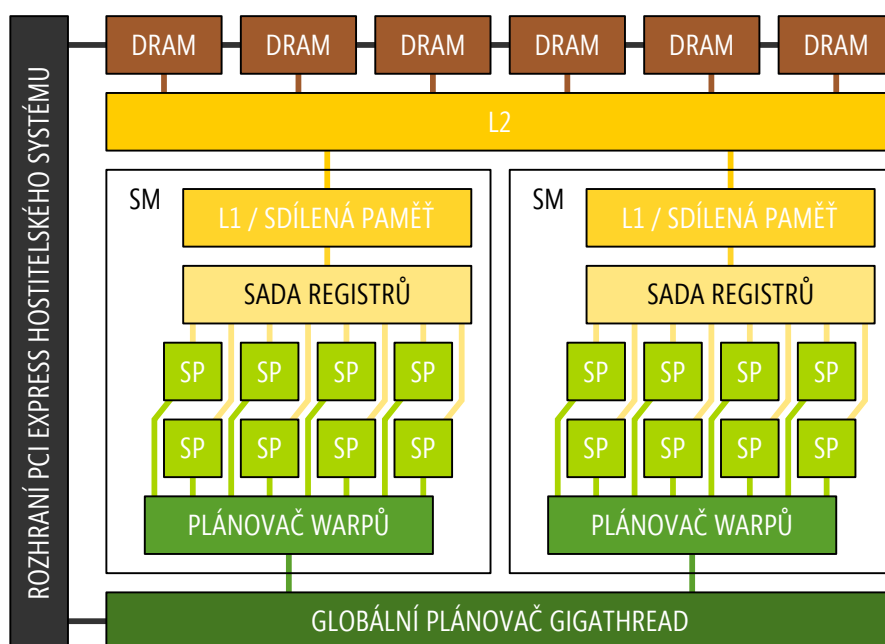 ROZHRANÍ PCI EXPRESS HOSTITELSKÉHO SYSTÉMU
DRAM DRAM DRAM DRAM DRAM DRAM
L2
SM SM
L1 / SDÍLENÁ PAMĚŤ L1 / SDÍLENÁ PAMĚŤ
SADA REGISTRŮ SADA REGISTRŮ
SP SP SP SP SP SP SP SP
SP SP SP SP SP SP SP SP
PLÁNOVAČ WARPŮ PLÁNOVAČ WARPŮ
GLOBÁLNÍ PLÁNOVAČ GIGATHREAD